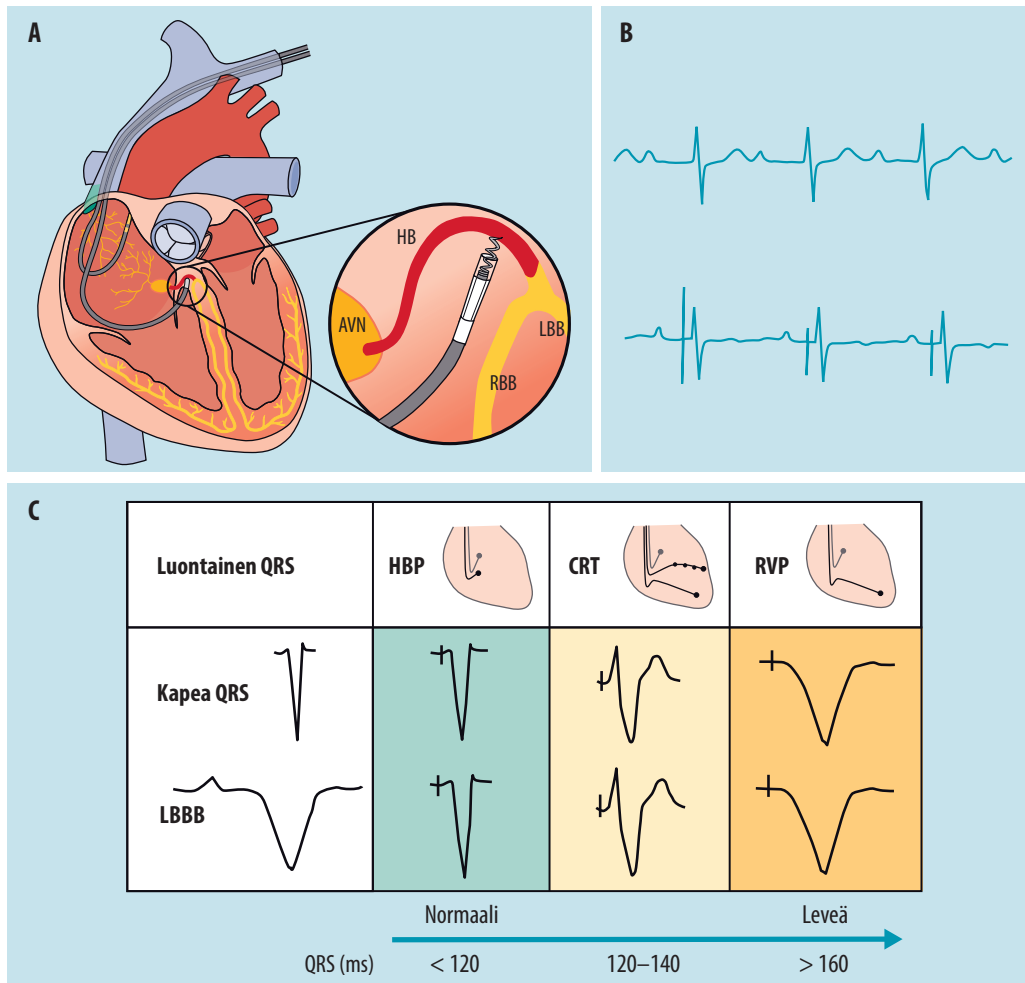 A
HB
AVN
LBB
RBB
B
C
Luontainen QRS
HBP
CRT
RVP
Kapea QRS
LBBB
Normaali
Leveä
QRS (ms)
< 120
120–140
> 160